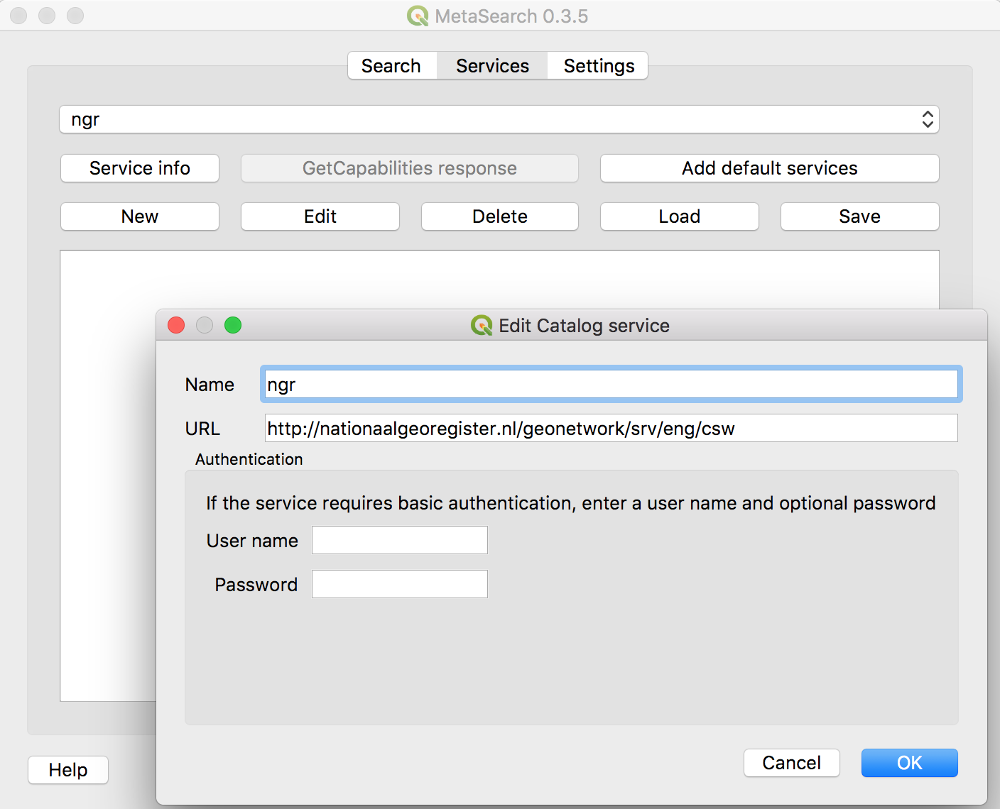 MetaSearch 0.3.5
Search Services Settings
ngr
Service info GetCapabilities response Add default services
New Edit Delete Load Save
Edit Catalog service
Name ngr
URL http://nationaalgeoregister.nl/geonetwork/srv/eng/csw
Authentication
If the service requires basic authentication, enter a user name and optional password
User name
Password
Cancel OK
Help